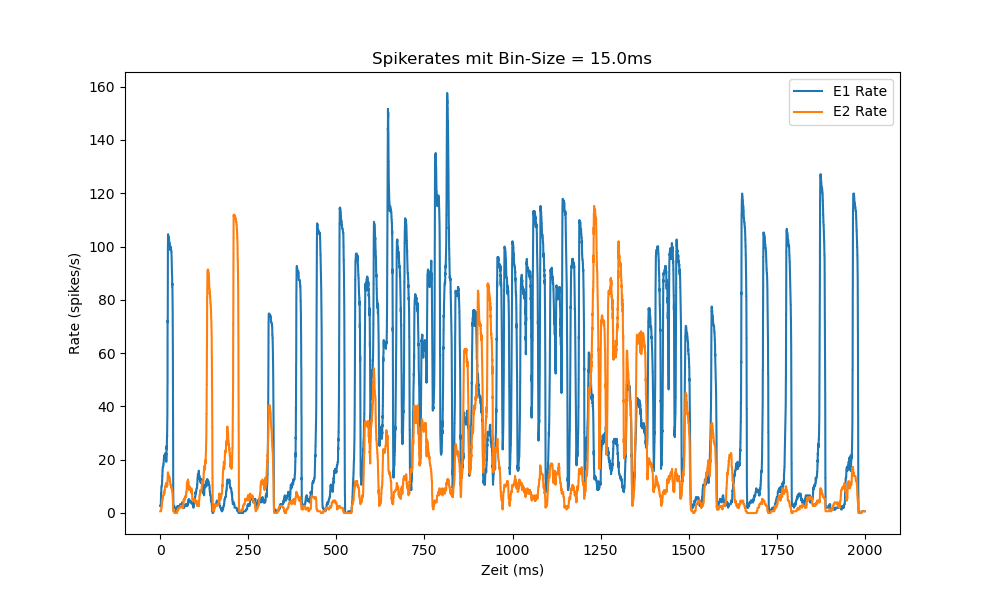 Spikerates mit Bin-Size = 15.0ms
E1 Rate
E2 Rate
Rate (spikes/s)
160
140
120
100
80
60
40
20
0
0 250 500 750 1000 1250 1500 1750 2000
Zeit (ms)